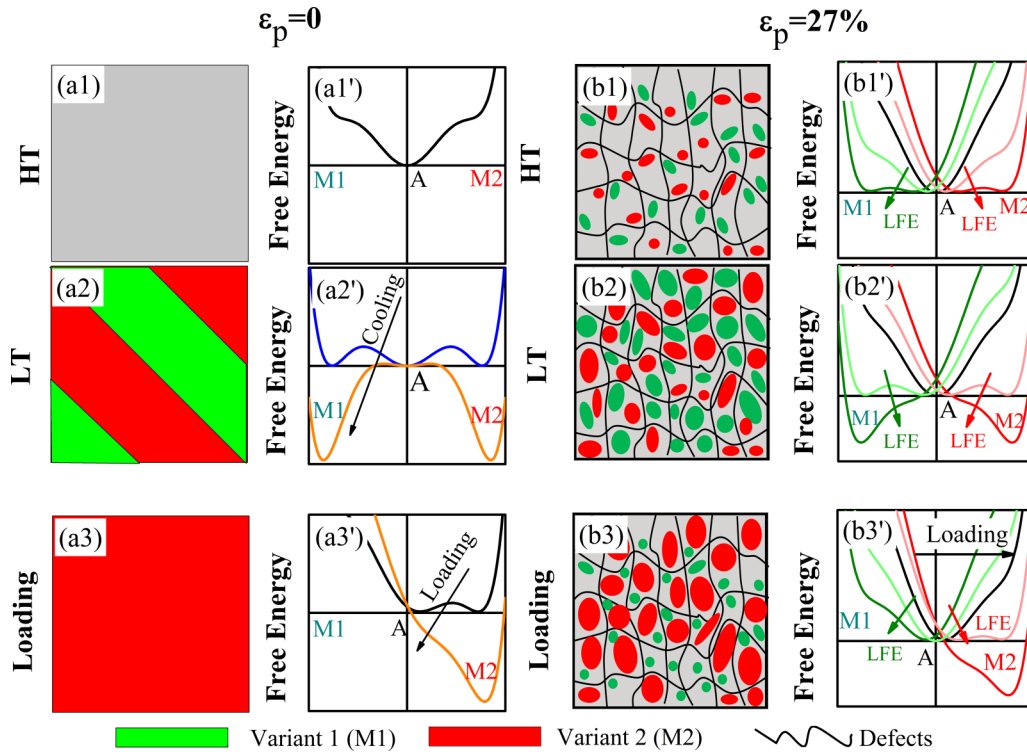 εp=0
εp=27%
HT
(a1)
Free Energy
(a1')
M1
A
M2
HT
(b1)
Free Energy
(b1')
M1
A
M2
LFE
LFE
LT
(a2)
Free Energy
(a2')
Cooling
A
M1
M2
LT
(b2)
Free Energy
(b2')
M1
A
M2
LFE
LFE
Loading
(a3)
Free Energy
(a3')
Loading
M1
A
M2
Loading
(b3)
Free Energy
(b3')
Loading
M1
LFE
LFE
A
M2
Variant 1 (M1)
Variant 2 (M2)
Defects